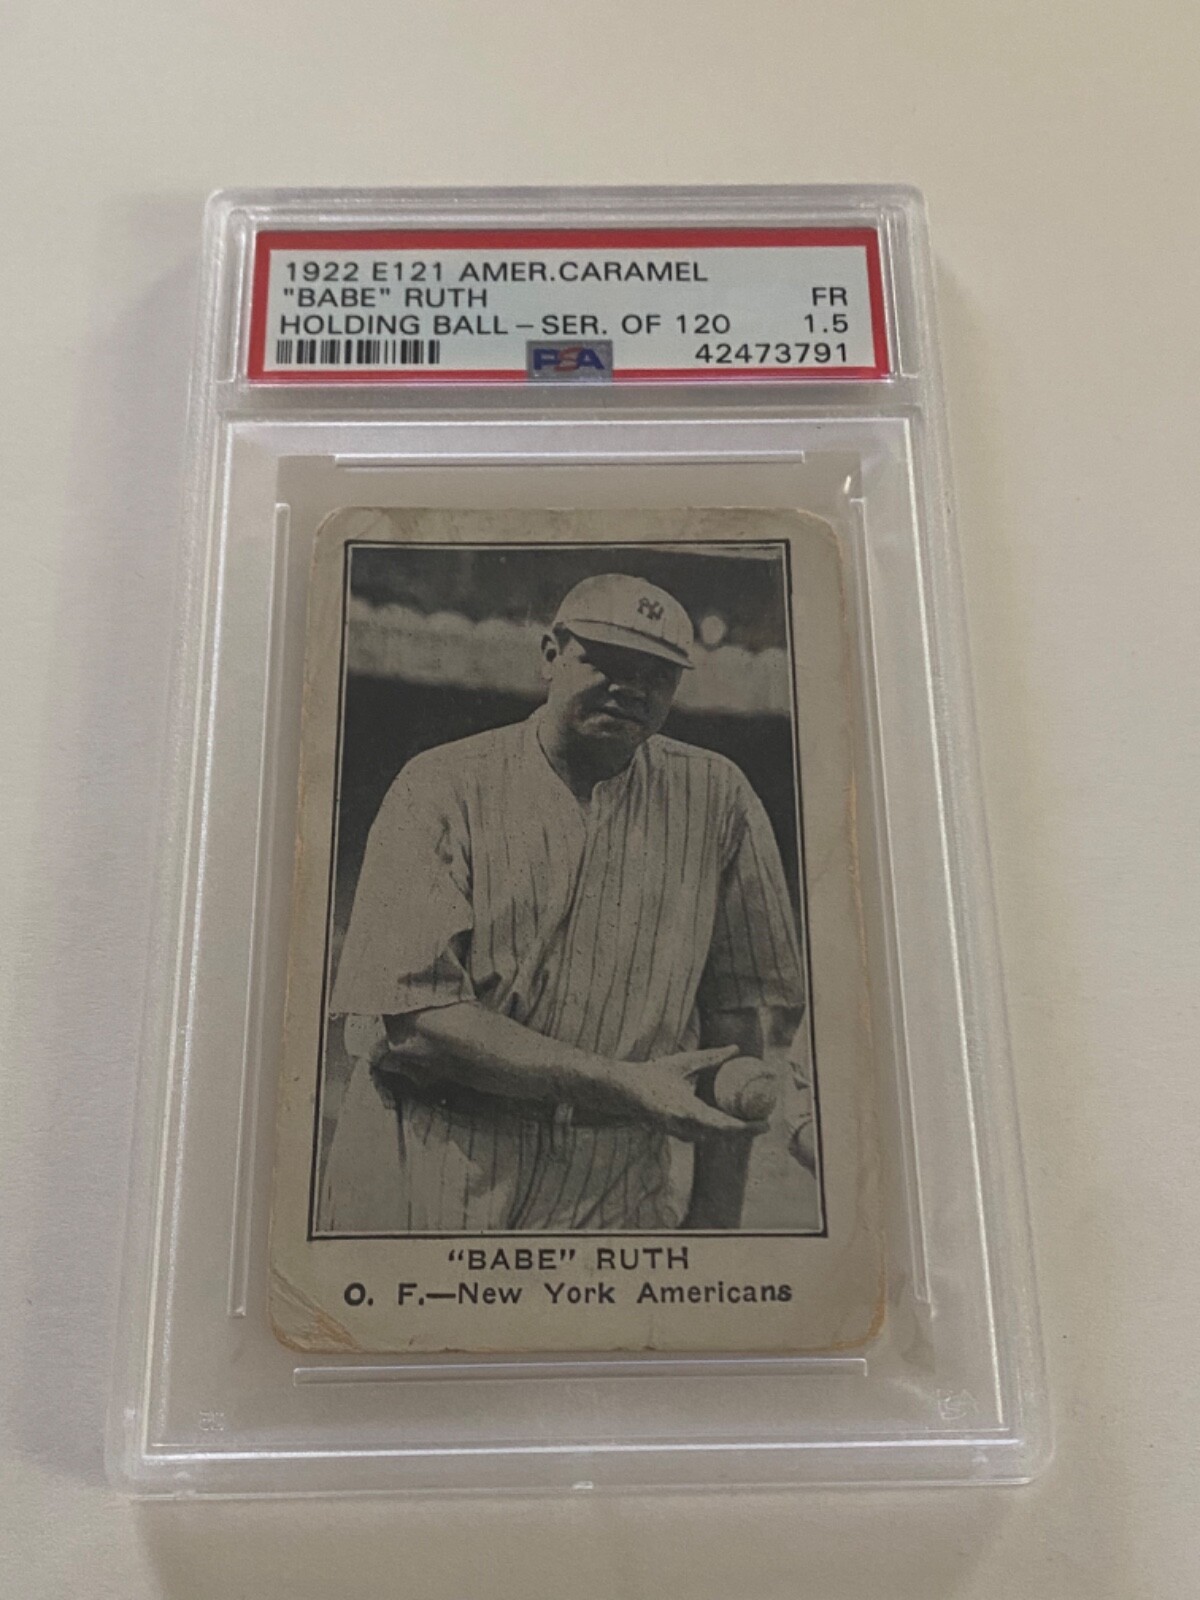 1922 E121 AMER.CARAMEL
"BABE" RUTH FR
HOLDING BALL – SER. OF 120 1.5
PSA 42473791
NY
"BABE" RUTH
O. F.—New York Americans